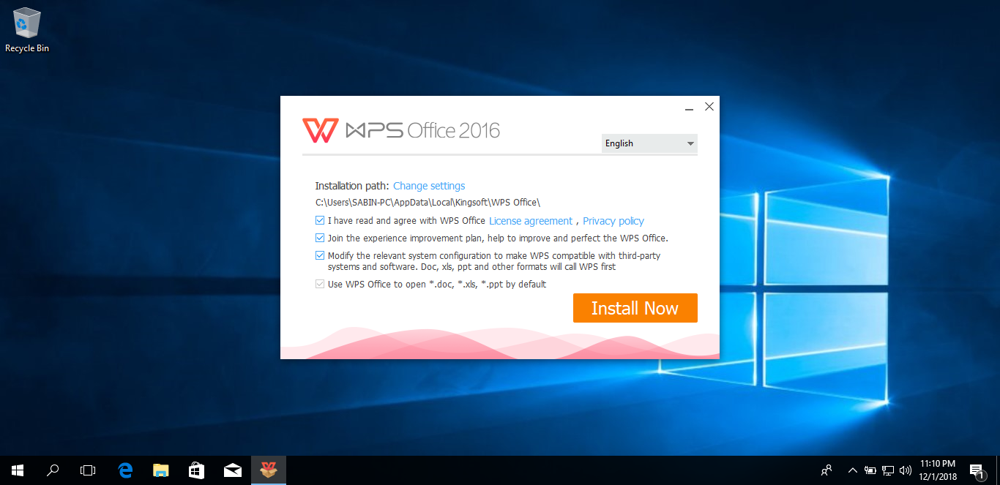 Recycle Bin
WPS Office 2016
English
Installation path: Change settings
C:\Users\SABIN-PC\AppData\Local\Kingsoft\WPS Office\
I have read and agree with WPS Office License agreement , Privacy policy
Join the experience improvement plan, help to improve and perfect the WPS Office.
Modify the relevant system configuration to make WPS compatible with third-party
systems and software. Doc, xls, ppt and other formats will call WPS first
Use WPS Office to open *.doc, *.xls, *.ppt by default
Install Now
11:10 PM
12/1/2018
1